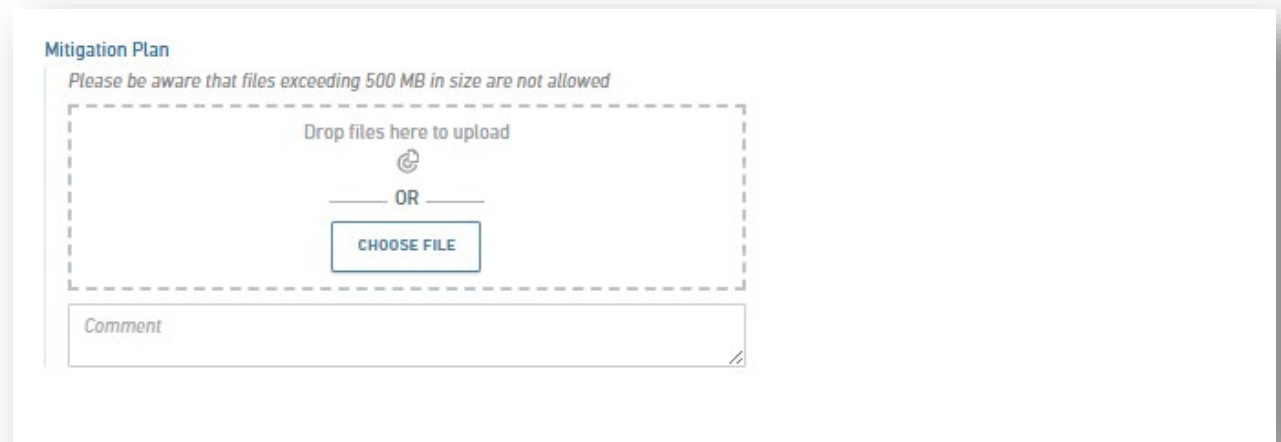 Mitigation Plan
Please be aware that files exceeding 500 MB in size are not allowed
Drop files here to upload
OR
CHOOSE FILE
Comment